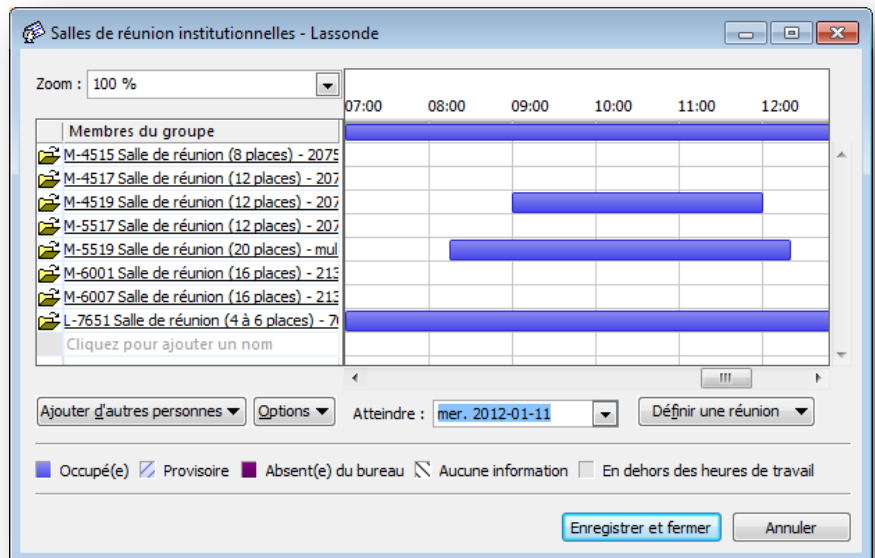 Salles de réunion institutionnelles - Lassonde
Zoom : 100 %
07:00 08:00 09:00 10:00 11:00 12:00
Membres du groupe
M-4515 Salle de réunion (8 places) - 2075
M-4517 Salle de réunion (12 places) - 207
M-4519 Salle de réunion (12 places) - 207
M-5517 Salle de réunion (12 places) - 207
M-5519 Salle de réunion (20 places) - mul
M-6001 Salle de réunion (16 places) - 213
M-6007 Salle de réunion (16 places) - 213
L-7651 Salle de réunion (4 à 6 places) - 7
Cliquez pour ajouter un nom
Ajouter d'autres personnes Options Atteindre : mer. 2012-01-11 Définir une réunion
Occupé(e) Provisoire Absent(e) du bureau Aucune information En dehors des heures de travail
Enregistrer et fermer Annuler